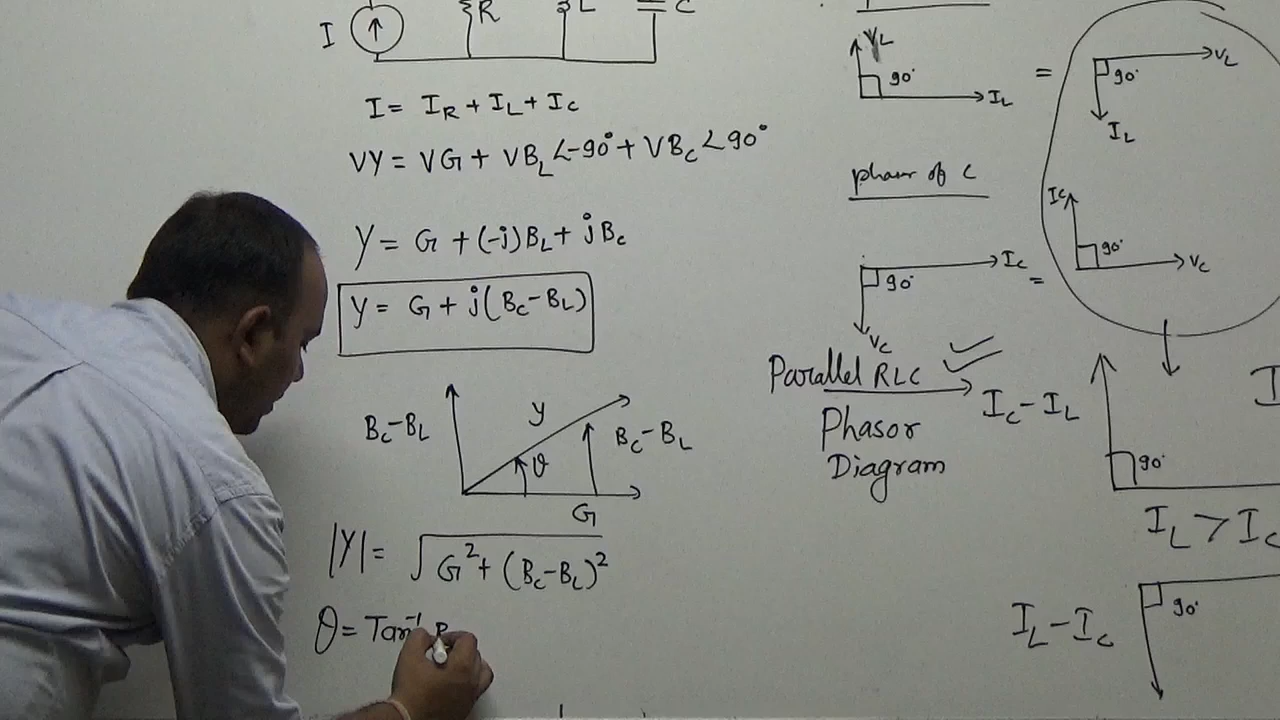 I R L C
I = I_R + I_L + I_C
VY = VG + VB_L∠-90° + VB_C∠90°
Y = G + (-j)B_L + jB_C
Y = G + j(B_C-B_L)
B_C-B_L y θ B_C-B_L
G
|Y| = √G² + (B_C-B_L)²
θ = Tan⁻¹ B
V_L
90°
I_L
=
V_L
90°
I_L
phasor of C
I_C
90°
V_C
I_C
90°
=
V_C
Parallel RLC
Phasor
Diagram
I_C-I_L
90°
I
I_L>I_C
I_L-I_C
90°